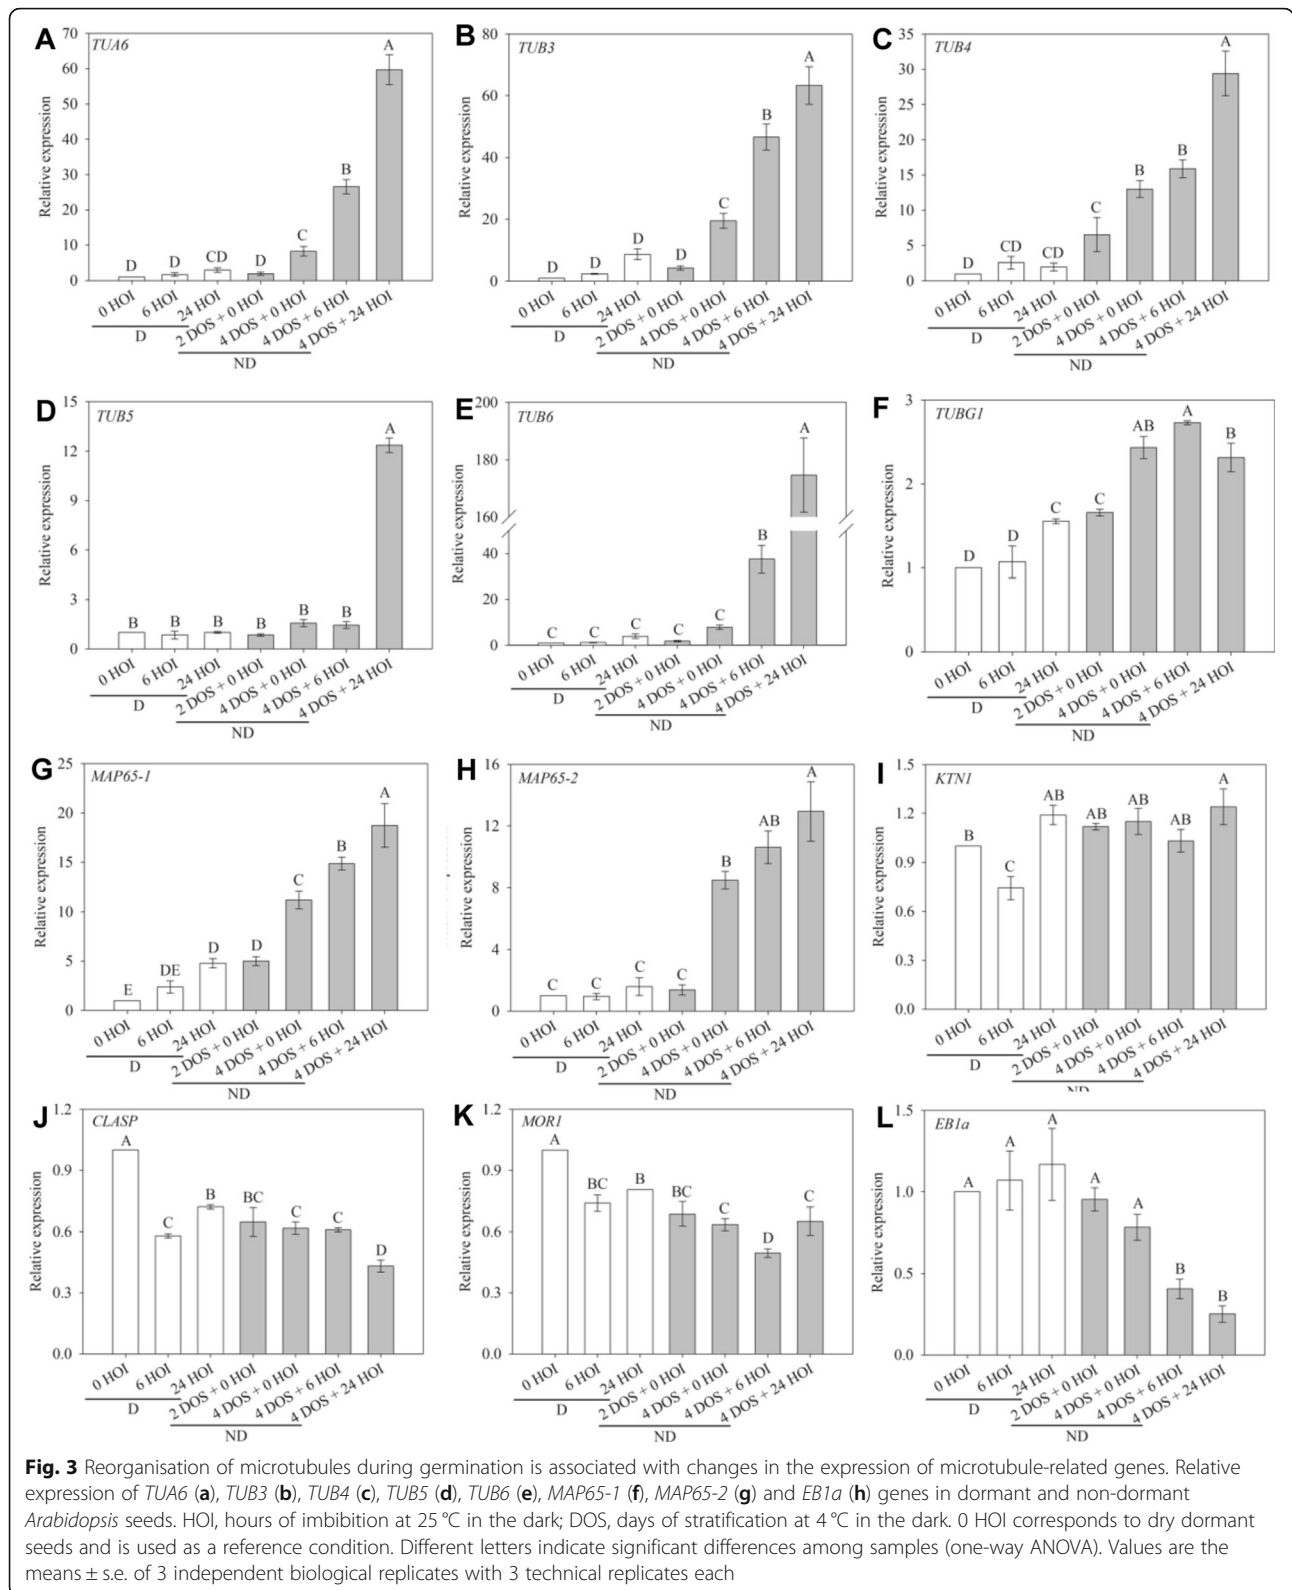 A TUA6
70
60
50
40
30
20
10
0
Relative expression
D D CD D C B A
0 HOI
6 HOI
24 HOI
2 DOS + 0 HOI
4 DOS + 0 HOI
4 DOS + 6 HOI
4 DOS + 24 HOI
D
ND
B TUB3
80
60
40
20
0
Relative expression
D D D D C B A
0 HOI
6 HOI
24 HOI
2 DOS + 0 HOI
4 DOS + 0 HOI
4 DOS + 6 HOI
4 DOS + 24 HOI
D
ND
C TUB4
35
30
25
20
15
10
5
0
Relative expression
D CD CD C B B A
0 HOI
6 HOI
24 HOI
2 DOS + 0 HOI
4 DOS + 0 HOI
4 DOS + 6 HOI
4 DOS + 24 HOI
D
ND
D TUB5
15
12
9
6
3
0
Relative expression
B B B B B B A
0 HOI
6 HOI
24 HOI
2 DOS + 0 HOI
4 DOS + 0 HOI
4 DOS + 6 HOI
4 DOS + 24 HOI
D
ND
E TUB6
200
180
160
40
20
0
Relative expression
C C C C C B A
0 HOI
6 HOI
24 HOI
2 DOS + 0 HOI
4 DOS + 0 HOI
4 DOS + 6 HOI
4 DOS + 24 HOI
D
ND
F TUBG1
3
2
1
0
Relative expression
D D C C AB A B
0 HOI
6 HOI
24 HOI
2 DOS + 0 HOI
4 DOS + 0 HOI
4 DOS + 6 HOI
4 DOS + 24 HOI
D
ND
G MAP65-1
25
20
15
10
5
0
Relative expression
E DE D D C B A
0 HOI
6 HOI
24 HOI
2 DOS + 0 HOI
4 DOS + 0 HOI
4 DOS + 6 HOI
4 DOS + 24 HOI
D
ND
H MAP65-2
16
12
8
4
0
C C C C B AB A
0 HOI
6 HOI
24 HOI
2 DOS + 0 HOI
4 DOS + 0 HOI
4 DOS + 6 HOI
4 DOS + 24 HOI
D
ND
I KTN1
1.5
1.2
0.9
0.6
0.3
0.0
Relative expression
B C AB AB AB AB A
0 HOI
6 HOI
24 HOI
2 DOS + 0 HOI
4 DOS + 0 HOI
4 DOS + 6 HOI
4 DOS + 24 HOI
D
ND
J CLASP
1.2
0.9
0.6
0.3
0.0
Relative expression
A C B BC C C D
0 HOI
6 HOI
24 HOI
2 DOS + 0 HOI
4 DOS + 0 HOI
4 DOS + 6 HOI
4 DOS + 24 HOI
D
ND
K MOR1
1.2
0.9
0.6
0.3
0.0
Relative expression
A BC B BC C D C
0 HOI
6 HOI
24 HOI
2 DOS + 0 HOI
4 DOS + 0 HOI
4 DOS + 6 HOI
4 DOS + 24 HOI
D
ND
L EB1a
1.5
1.0
0.5
0.0
Relative expression
A A A A A B B
0 HOI
6 HOI
24 HOI
2 DOS + 0 HOI
4 DOS + 0 HOI
4 DOS + 6 HOI
4 DOS + 24 HOI
D
ND
Fig. 3 Reorganisation of microtubules during germination is associated with changes in the expression of microtubule-related genes. Relative
expression of TUA6 (a), TUB3 (b), TUB4 (c), TUB5 (d), TUB6 (e), MAP65-1 (f), MAP65-2 (g) and EB1a (h) genes in dormant and non-dormant
Arabidopsis seeds. HOI, hours of imbibition at 25 °C in the dark; DOS, days of stratification at 4 °C in the dark. 0 HOI corresponds to dry dormant
seeds and is used as a reference condition. Different letters indicate significant differences among samples (one-way ANOVA). Values are the
means ± s.e. of 3 independent biological replicates with 3 technical replicates each